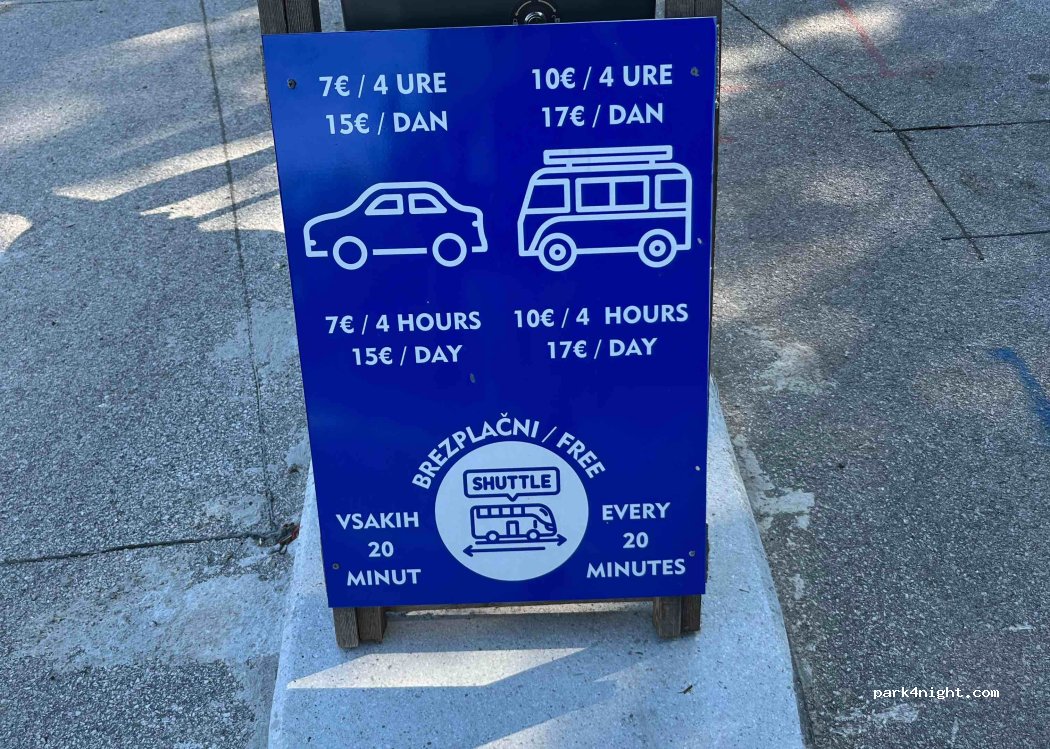 7€ / 4 URE
15€ / DAN
10€ / 4 URE
17€ / DAN
7€ / 4 HOURS
15€ / DAY
10€ / 4 HOURS
17€ / DAY
BREZPLAČNI / FREE
SHUTTLE
VSAKIH
20
MINUT
EVERY
20
MINUTES
park4night.com